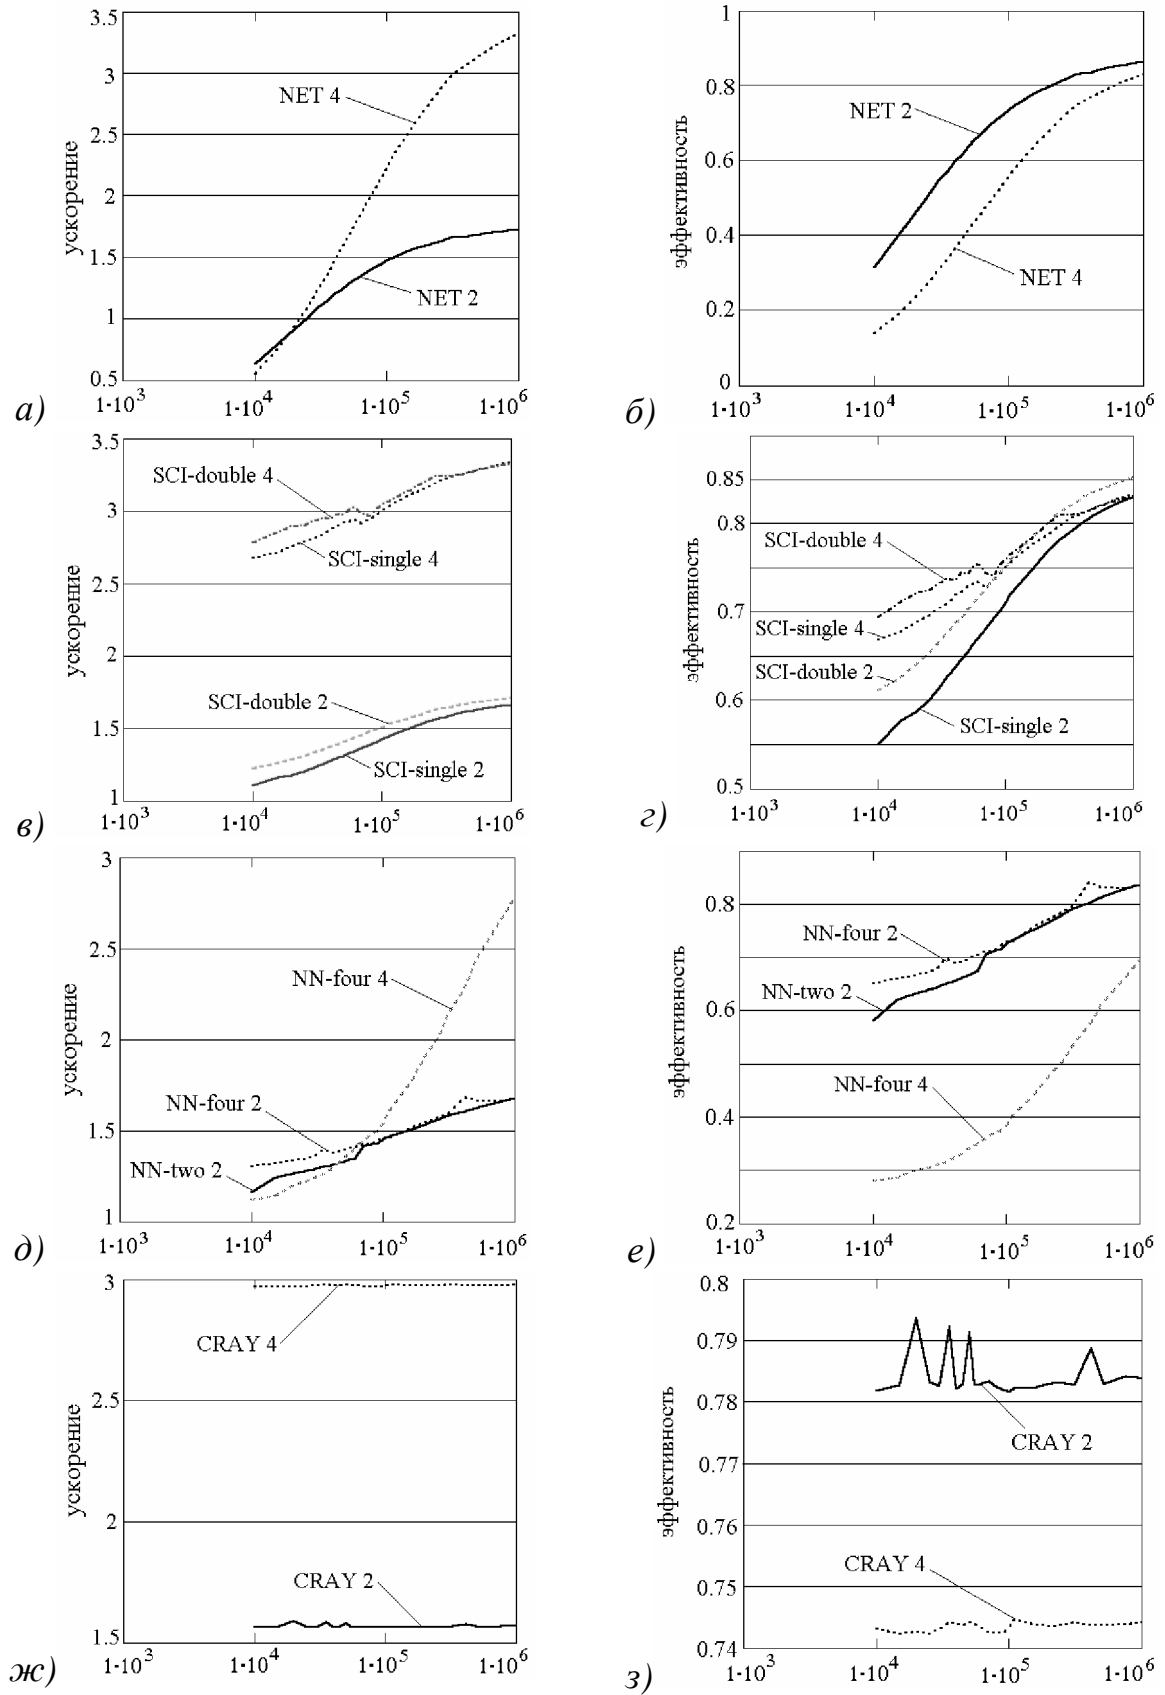 3.5
3
2.5
2
1.5
1
0.5
ускорение
NET 4
NET 2
1·10³
1·10⁴
1·10⁵
1·10⁶
а)
1
0.8
0.6
0.4
0.2
0
эффективность
NET 2
NET 4
1·10³
1·10⁴
1·10⁵
1·10⁶
б)
3.5
3
2.5
2
1.5
1
ускорение
SCI-double 4
SCI-single 4
SCI-double 2
SCI-single 2
1·10³
1·10⁴
1·10⁵
1·10⁶
в)
0.85
0.8
0.7
0.6
0.5
эффективность
SCI-double 4
SCI-single 4
SCI-double 2
SCI-single 2
1·10³
1·10⁴
1·10⁵
1·10⁶
г)
3
2.5
2
1.5
1
ускорение
NN-four 4
NN-four 2
NN-two 2
1·10³
1·10⁴
1·10⁵
1·10⁶
д)
0.8
0.6
0.4
0.2
эффективность
NN-four 2
NN-two 2
NN-four 4
1·10³
1·10⁴
1·10⁵
1·10⁶
е)
3
2.5
2
1.5
ускорение
CRAY 4
CRAY 2
1·10³
1·10⁴
1·10⁵
1·10⁶
ж)
0.8
0.79
0.78
0.77
0.76
0.75
0.74
эффективность
CRAY 2
CRAY 4
1·10³
1·10⁴
1·10⁵
1·10⁶
з)